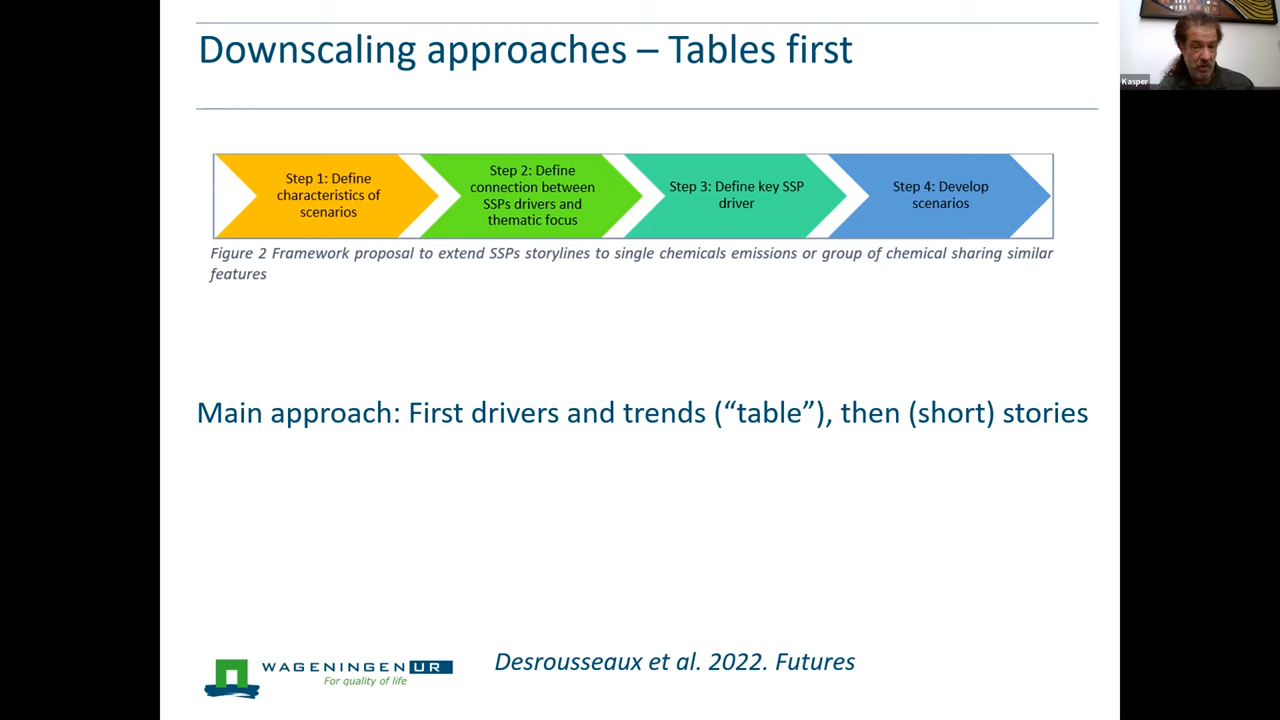 Downscaling approaches – Tables first
Kasper
Step 1: Define
characteristics of
scenarios
Step 2: Define
connection between
SSPs drivers and
thematic focus
Step 3: Define key SSP
driver
Step 4: Develop
scenarios
Figure 2 Framework proposal to extend SSPs storylines to single chemicals emissions or group of chemical sharing similar
features
Main approach: First drivers and trends (“table”), then (short) stories
WAGENINGEN UR
For quality of life
Desrousseaux et al. 2022. Futures